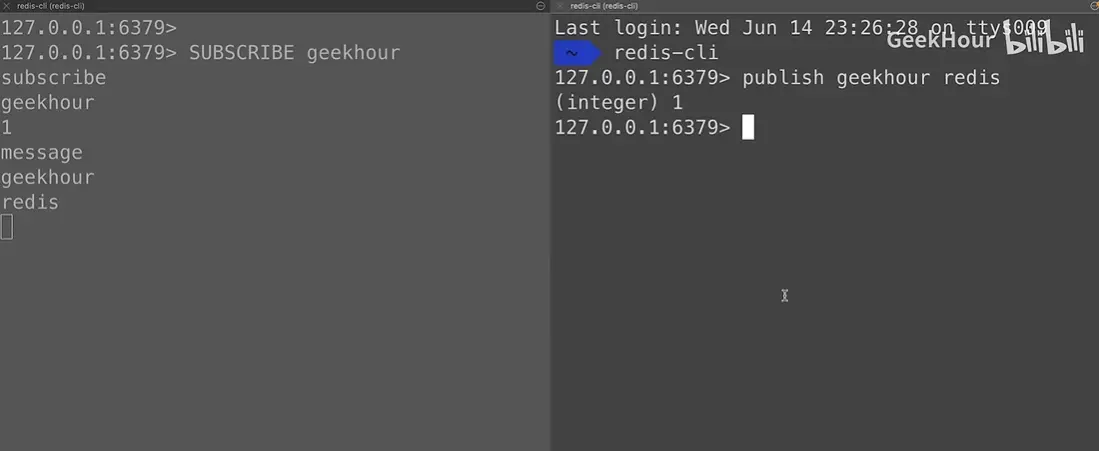 redis-cli (redis-cli)
127.0.0.1:6379>
127.0.0.1:6379> SUBSCRIBE geekhour
subscribe
geekhour
1
message
geekhour
redis
redis-cli (redis-cli)
Last login: Wed Jun 14 23:26:28 on ttys009
GeekHour bilibili
~ redis-cli
127.0.0.1:6379> publish geekhour redis
(integer) 1
127.0.0.1:6379>